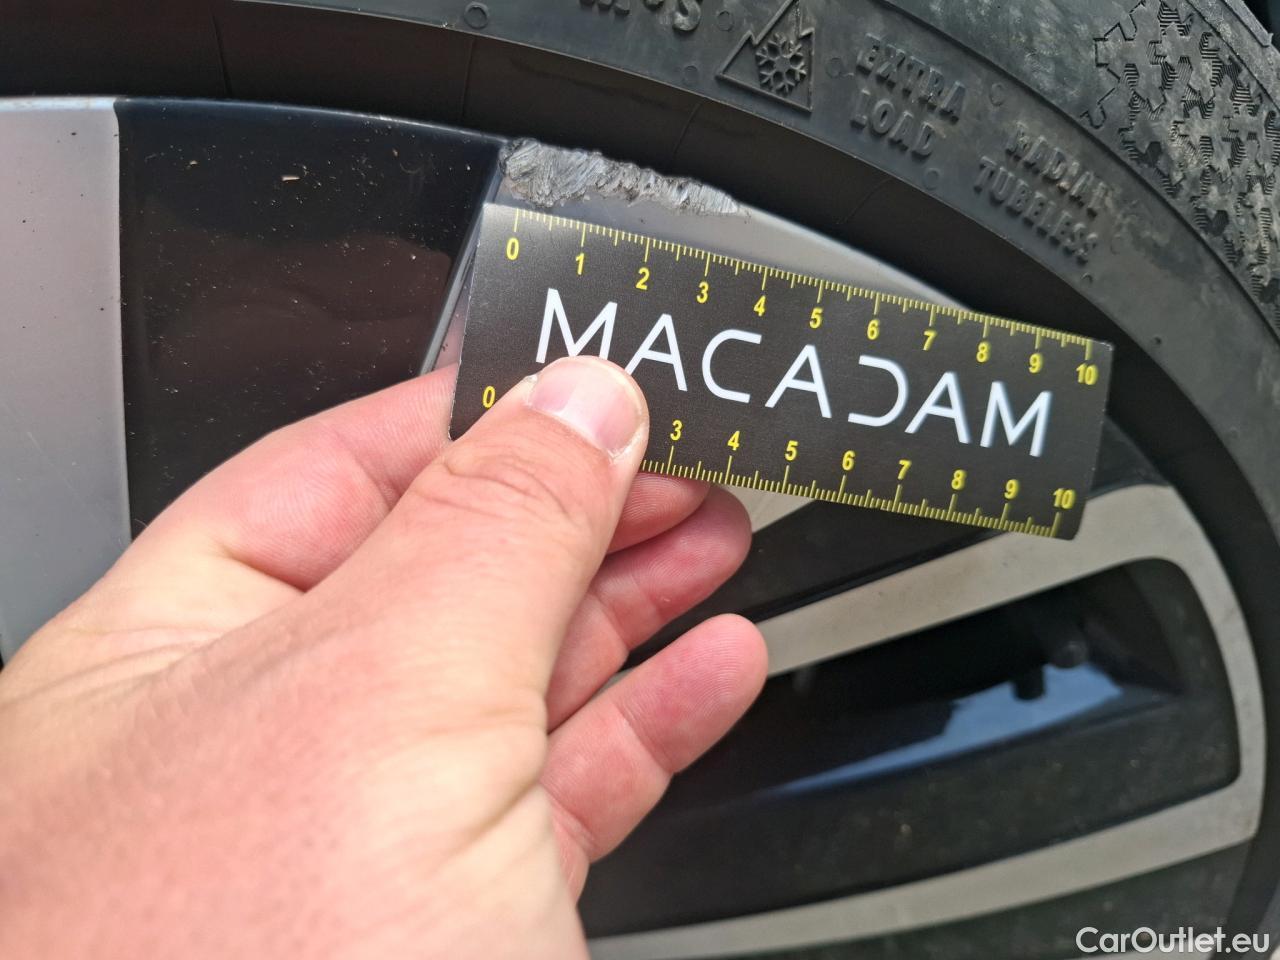 EXTRA
LOAD
RADIAL
TUBELESS
0 1 2 3 4 5 6 7 8 9 10
MACADAM
0 3 4 5 6 7 8 9 10
CarOutlet.eu